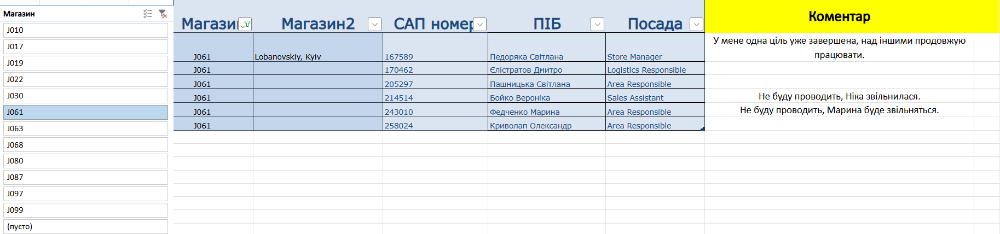 Магазин
J010
J017
J019
J022
J030
J061
J063
J068
J080
J087
J097
J099
(пусто)
Магазин Магазин2 САП номер ПІБ Посада Коментар
J061 Lobanovskiy, Kyiv 167589 Педоряка Світлана Store Manager У мене одна ціль уже завершена, над іншими продовжую
працювати.
J061 170462 Єлістратов Дмитро Logistics Responsible
J061 205297 Пашницька Світлана Area Responsible
J061 214514 Бойко Вероніка Sales Assistant Не буду проводить, Ніка звільнилася.
J061 243010 Федченко Марина Area Responsible Не буду проводить, Марина буде звільняться.
J061 258024 Криволап Олександр Area Responsible